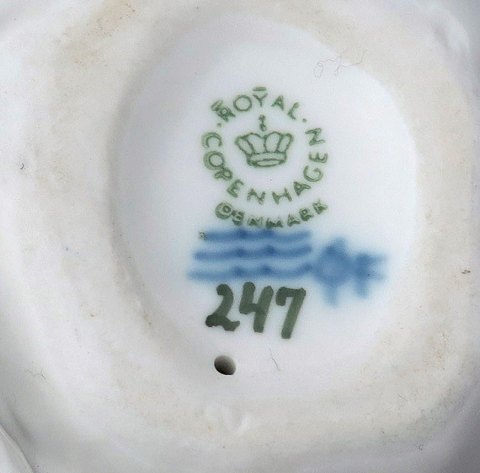 ROYAL
COPENHAGEN
DENMARK
247